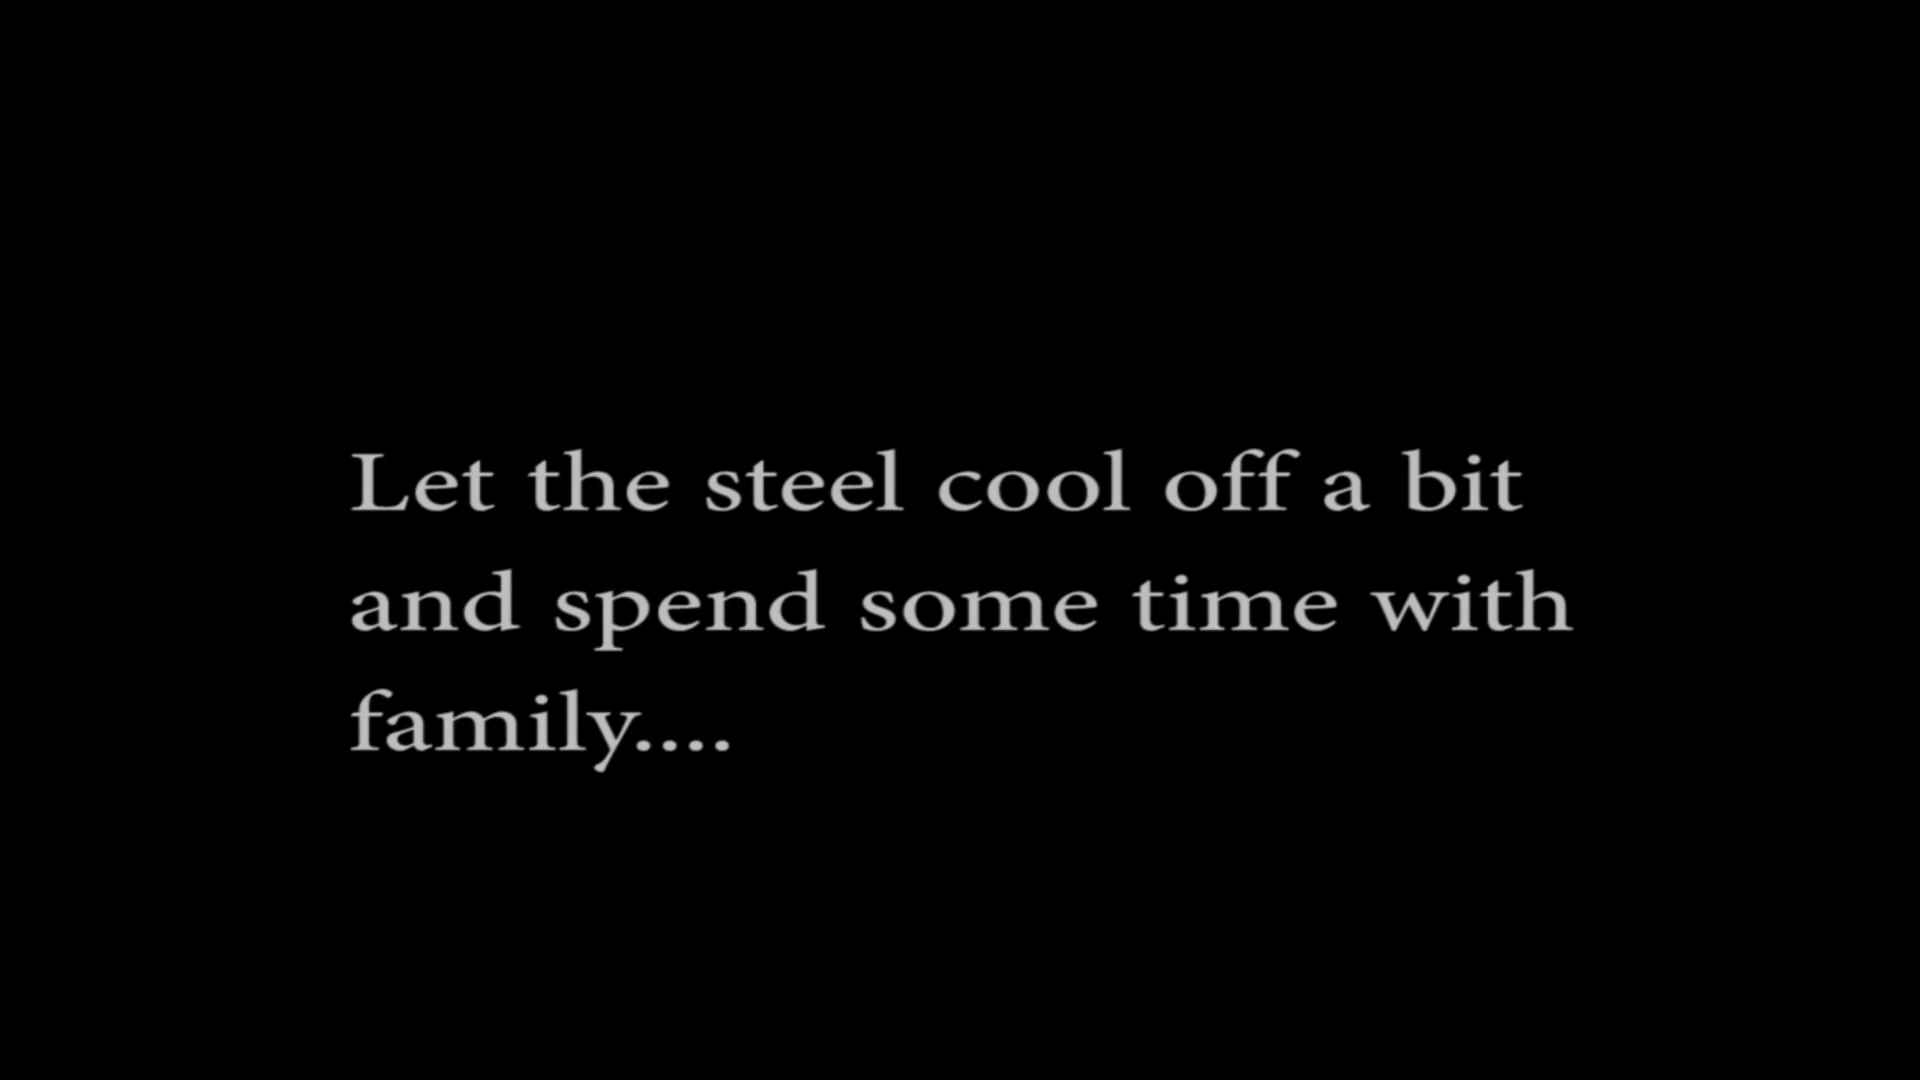 Let the steel cool off a bit
and spend some time with
family....